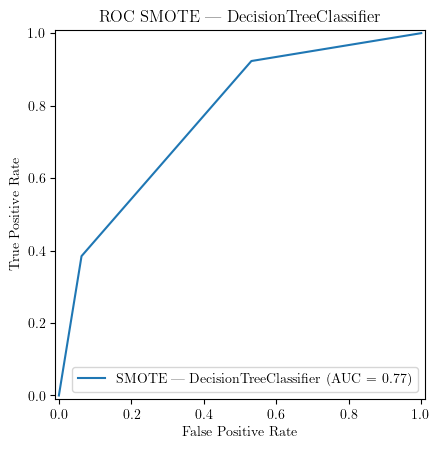 ROC SMOTE — DecisionTreeClassifier
1.0
0.8
0.6
0.4
0.2
0.0
True Positive Rate
SMOTE — DecisionTreeClassifier (AUC = 0.77)
0.0 0.2 0.4 0.6 0.8 1.0
False Positive Rate